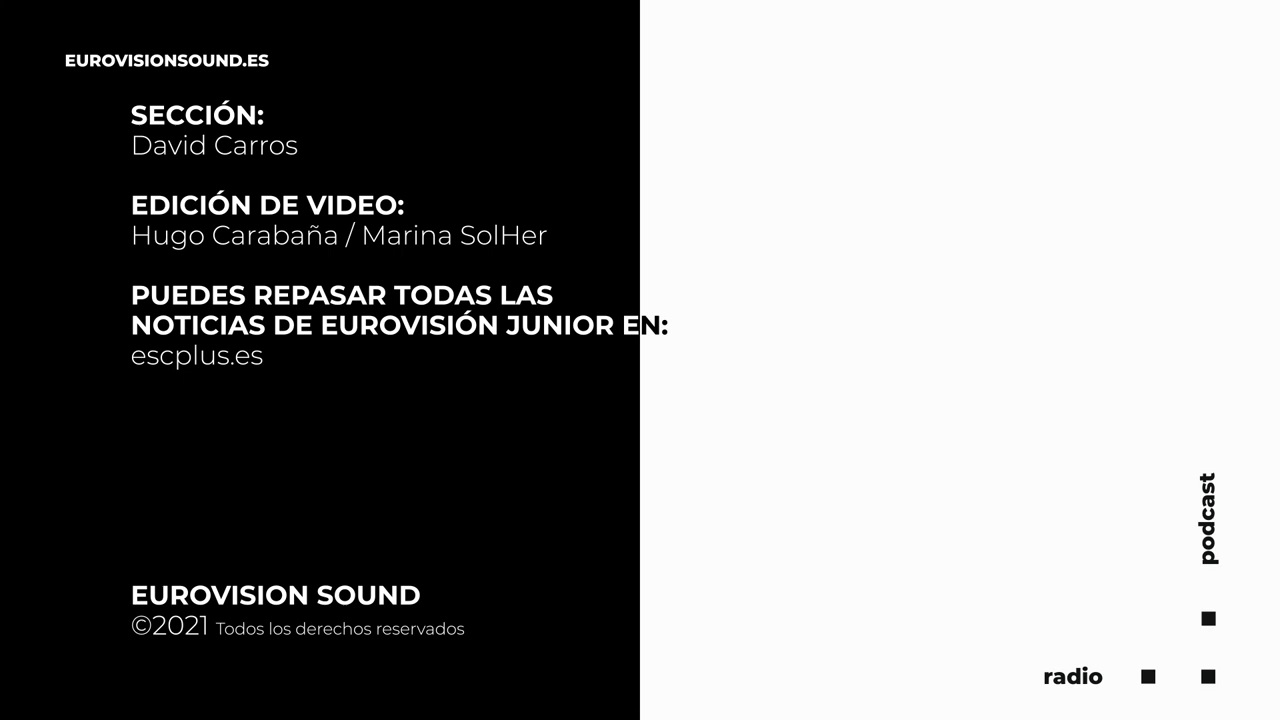 EUROVISIONSOUND.ES
SECCIÓN:
David Carros
EDICIÓN DE VIDEO:
Hugo Carabaña / Marina SolHer
PUEDES REPASAR TODAS LAS
NOTICIAS DE EUROVISIÓN JUNIOR EN:
escplus.es
EUROVISION SOUND
©2021 Todos los derechos reservados
podcast
radio